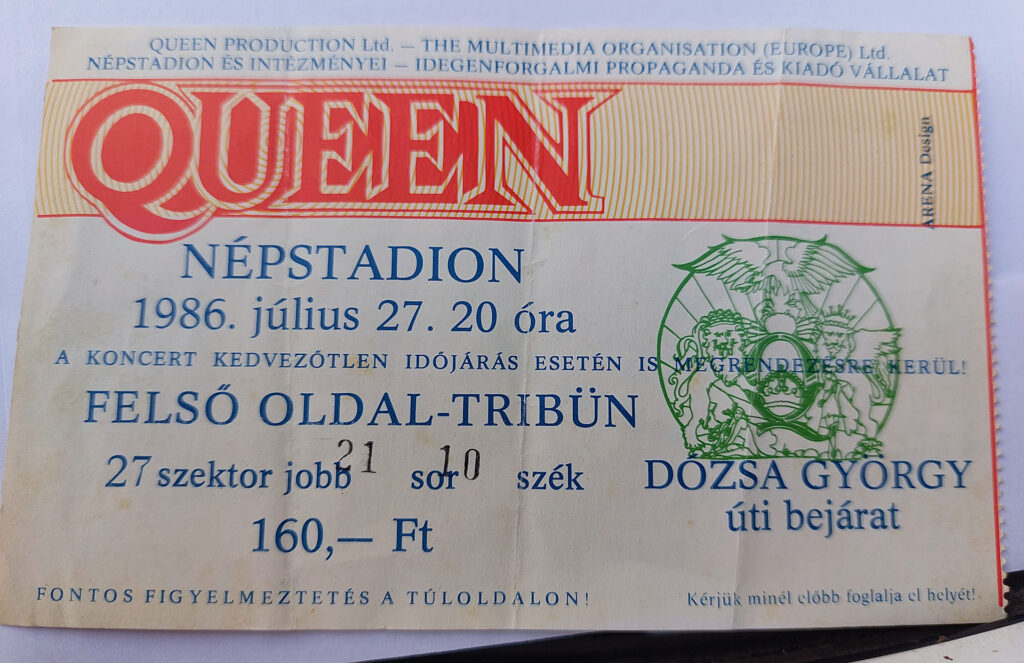 QUEEN PRODUCTION Ltd. — THE MULTIMEDIA ORGANISATION (EUROPE) Ltd.
NÉPSTADION ÉS INTÉZMÉNYEI — IDEGENFORGALMI PROPAGANDA ÉS KIADÓ VÁLLALAT
QUEEN
ARENA Design
NÉPSTADION
1986. július 27. 20 óra
A KONCERT KEDVEZŐTLEN IDŐJÁRÁS ESETÉN IS MEGRENDEZÉSRE KERÜL!
FELSŐ OLDAL-TRIBÜN
27 szektor jobb 21 sor 10 szék
160,— Ft
DÓZSA GYÖRGY
úti bejárat
FONTOS FIGYELMEZTETÉS A TÚLOLDALON!
Kérjük minél előbb foglalja el helyét!